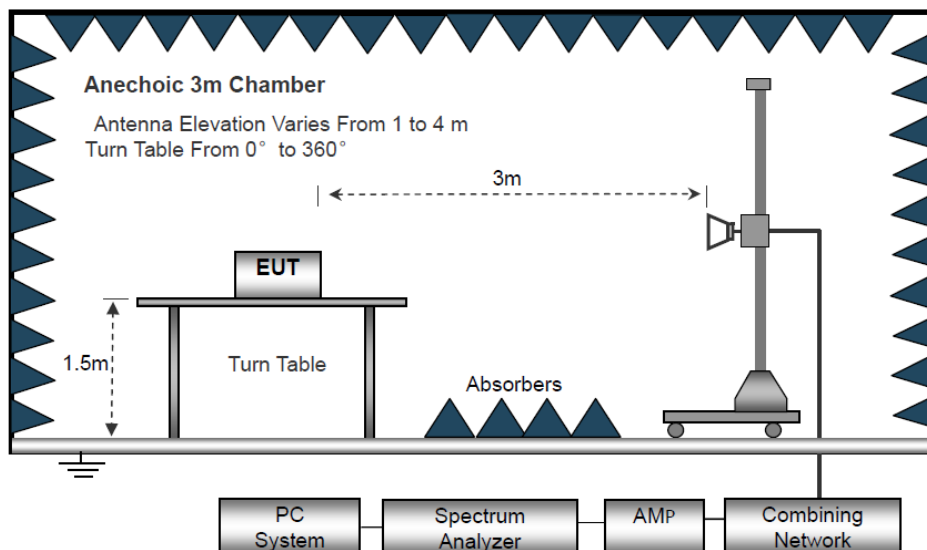 Anechoic 3m Chamber
Antenna Elevation Varies From 1 to 4 m
Turn Table From 0° to 360°
3m
EUT
1.5m
Turn Table
Absorbers
PC
System
Spectrum
Analyzer
AMP
Combining
Network